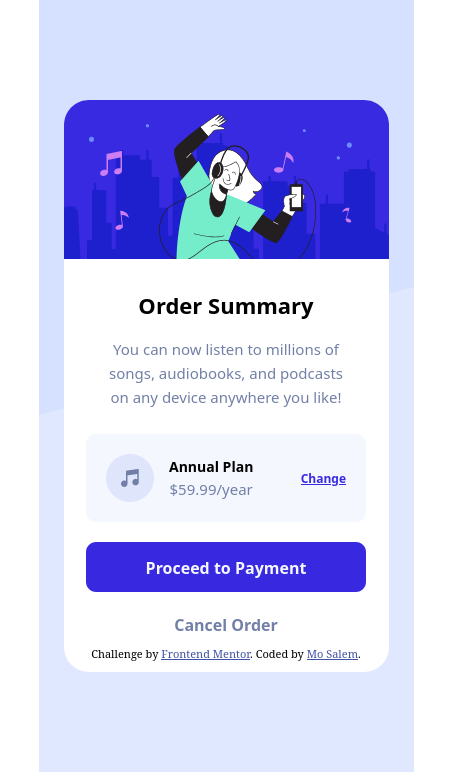 Order Summary
You can now listen to millions of
songs, audiobooks, and podcasts
on any device anywhere you like!
Annual Plan
$59.99/year
Change
Proceed to Payment
Cancel Order
Challenge by Frontend Mentor. Coded by Mo Salem.